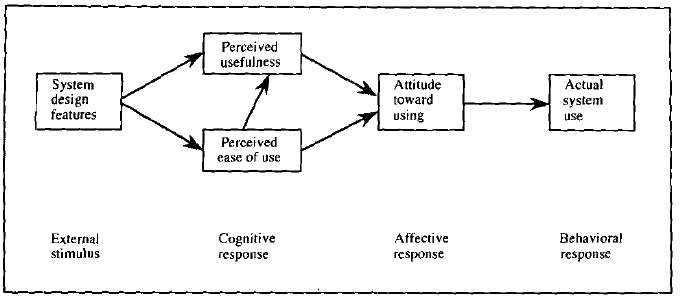 Perceived
usefulness
System
design
features
Attitude
toward
using
Actual
system
use
Perceived
ease of use
External
stimulus
Cognitive
response
Affective
response
Behavioral
response